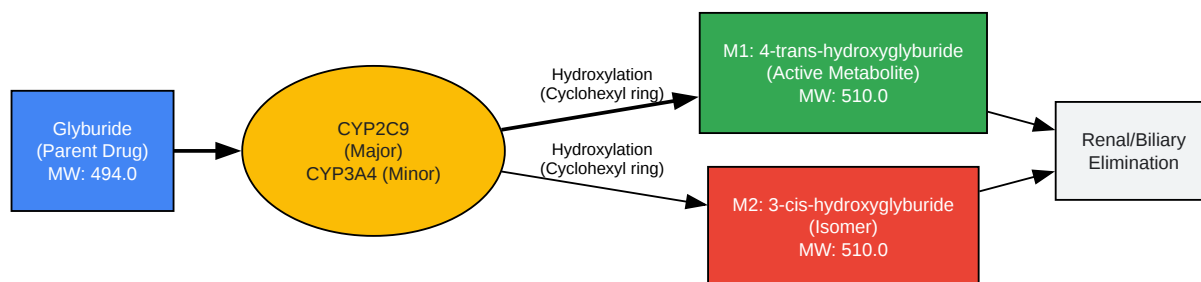 Glyburide
(Parent Drug)
MW: 494.0
CYP2C9
(Major)
CYP3A4 (Minor)
Hydroxylation
(Cyclohexyl ring)
Hydroxylation
(Cyclohexyl ring)
M1: 4-trans-hydroxyglyburide
(Active Metabolite)
MW: 510.0
M2: 3-cis-hydroxyglyburide
(Isomer)
MW: 510.0
Renal/Biliary
Elimination